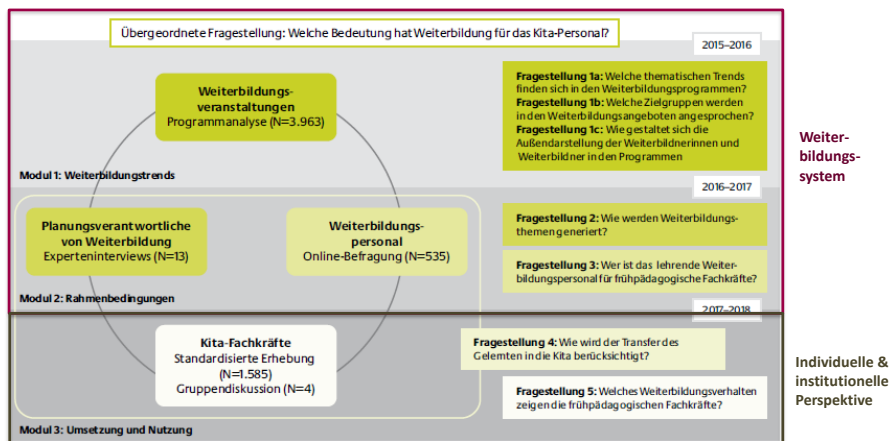 Übergeordnete Fragestellung: Welche Bedeutung hat Weiterbildung für das Kita-Personal?
2015–2016
Weiterbildungs-
veranstaltungen
Programmanalyse (N=3.963)
Fragestellung 1a: Welche thematischen Trends
finden sich in den Weiterbildungsprogrammen?
Fragestellung 1b: Welche Zielgruppen werden
in den Weiterbildungsangeboten angesprochen?
Fragestellung 1c: Wie gestaltet sich die
Außendarstellung der Weiterbildnerinnen und
Weiterbildner in den Programmen
Weiter-
bildungs-
system
Modul 1: Weiterbildungstrends
2016–2017
Planungsverantwortliche
von Weiterbildung
Experteninterviews (N=13)
Weiterbildungs-
personal
Online-Befragung (N=535)
Fragestellung 2: Wie werden Weiterbildungs-
themen generiert?
Fragestellung 3: Wer ist das lehrende Weiter-
bildungspersonal für frühpädagogische Fachkräfte?
Modul 2: Rahmenbedingungen
2017–2018
Kita-Fachkräfte
Standardisierte Erhebung
(N=1.585)
Gruppendiskussion (N=4)
Fragestellung 4: Wie wird der Transfer des
Gelernten in die Kita berücksichtigt?
Fragestellung 5: Welches Weiterbildungsverhalten
zeigen die frühpädagogischen Fachkräfte?
Individuelle &
institutionelle
Perspektive
Modul 3: Umsetzung und Nutzung